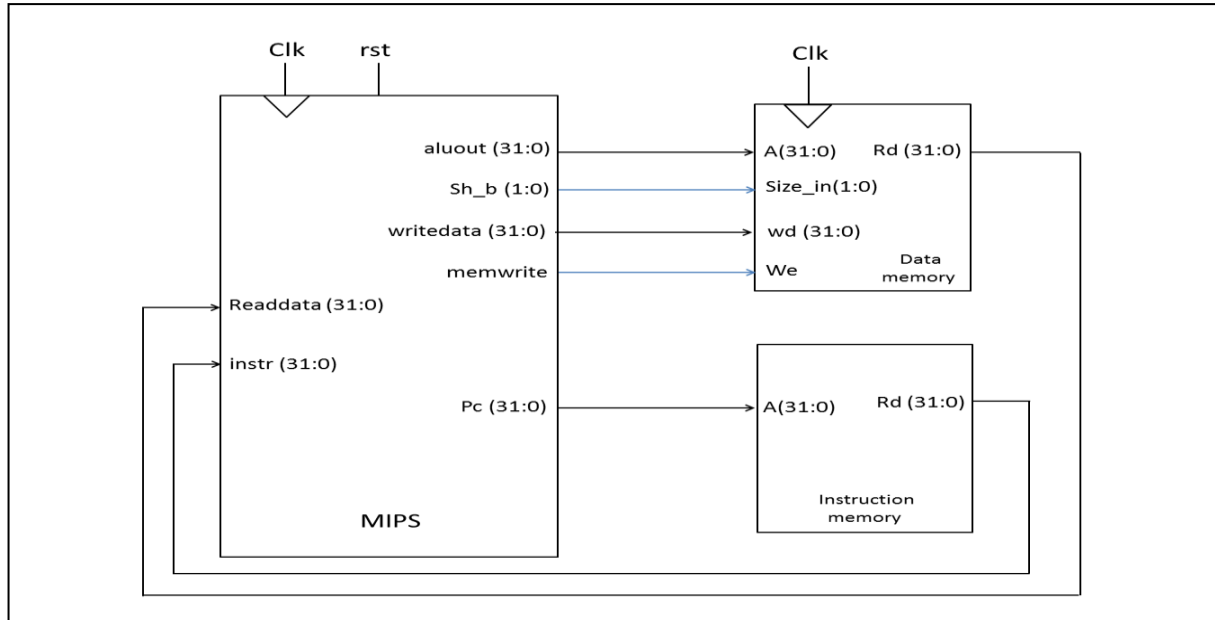 Clk
rst
Clk
aluout (31:0)
Sh_b (1:0)
writedata (31:0)
memwrite
Readdata (31:0)
instr (31:0)
Pc (31:0)
MIPS
A(31:0)
Rd (31:0)
Size_in(1:0)
wd (31:0)
We
Data
memory
A(31:0)
Rd (31:0)
Instruction
memory